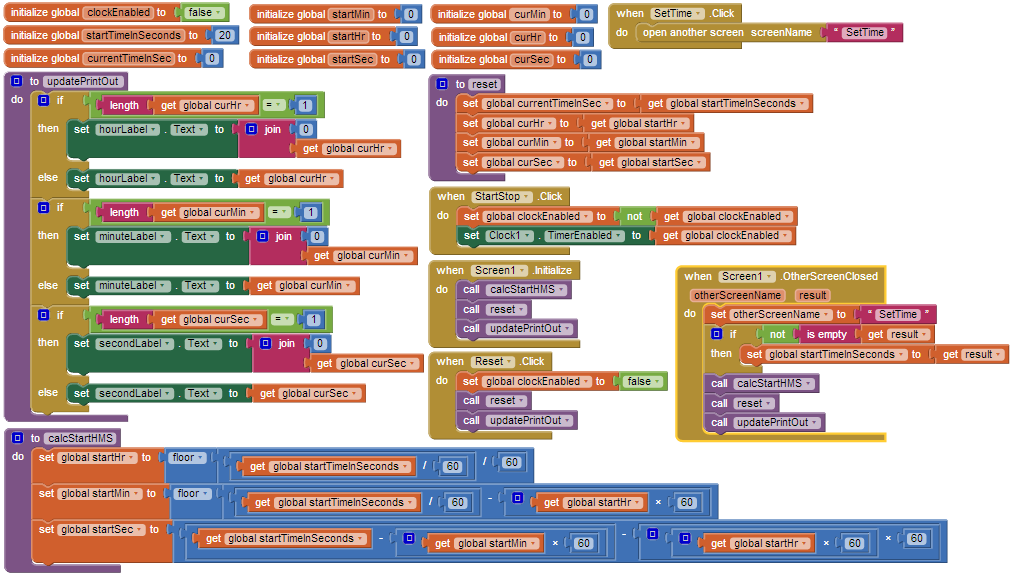 initialize global clockEnabled to false
initialize global startTimeInSeconds to 20
initialize global currentTimeInSec to 0
initialize global startMin to 0
initialize global startHr to 0
initialize global startSec to 0
initialize global curMin to 0
initialize global curHr to 0
initialize global curSec to 0
when SetTime .Click
do open another screen screenName " SetTime "
to updatePrintOut
do if length get global curHr = 1
then set hourLabel . Text to join 0
get global curHr
else set hourLabel . Text to get global curHr
if length get global curMin = 1
then set minuteLabel . Text to join 0
get global curMin
else set minuteLabel . Text to get global curMin
if length get global curSec = 1
then set secondLabel . Text to join 0
get global curSec
else set secondLabel . Text to get global curSec
to reset
do set global currentTimeInSec to get global startTimeInSeconds
set global curHr to get global startHr
set global curMin to get global startMin
set global curSec to get global startSec
when StartStop .Click
do set global clockEnabled to not get global clockEnabled
set Clock1 . TimerEnabled to get global clockEnabled
when Screen1 .Initialize
do call calcStartHMS
call reset
call updatePrintOut
when Reset .Click
do set global clockEnabled to false
call reset
call updatePrintOut
when Screen1 .OtherScreenClosed
otherScreenName result
do set otherScreenName to " SetTime "
if not is empty get result
then set global startTimeInSeconds to get result
call calcStartHMS
call reset
call updatePrintOut
to calcStartHMS
do set global startHr to floor get global startTimeInSeconds / 60 / 60
set global startMin to floor get global startTimeInSeconds / 60 - get global startHr × 60
set global startSec to get global startTimeInSeconds - get global startMin × 60 - get global startHr × 60 × 60